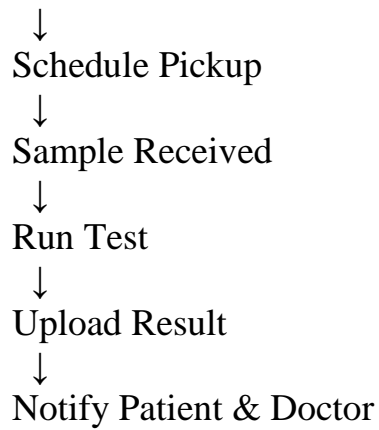 ↓
Schedule Pickup
↓
Sample Received
↓
Run Test
↓
Upload Result
↓
Notify Patient & Doctor